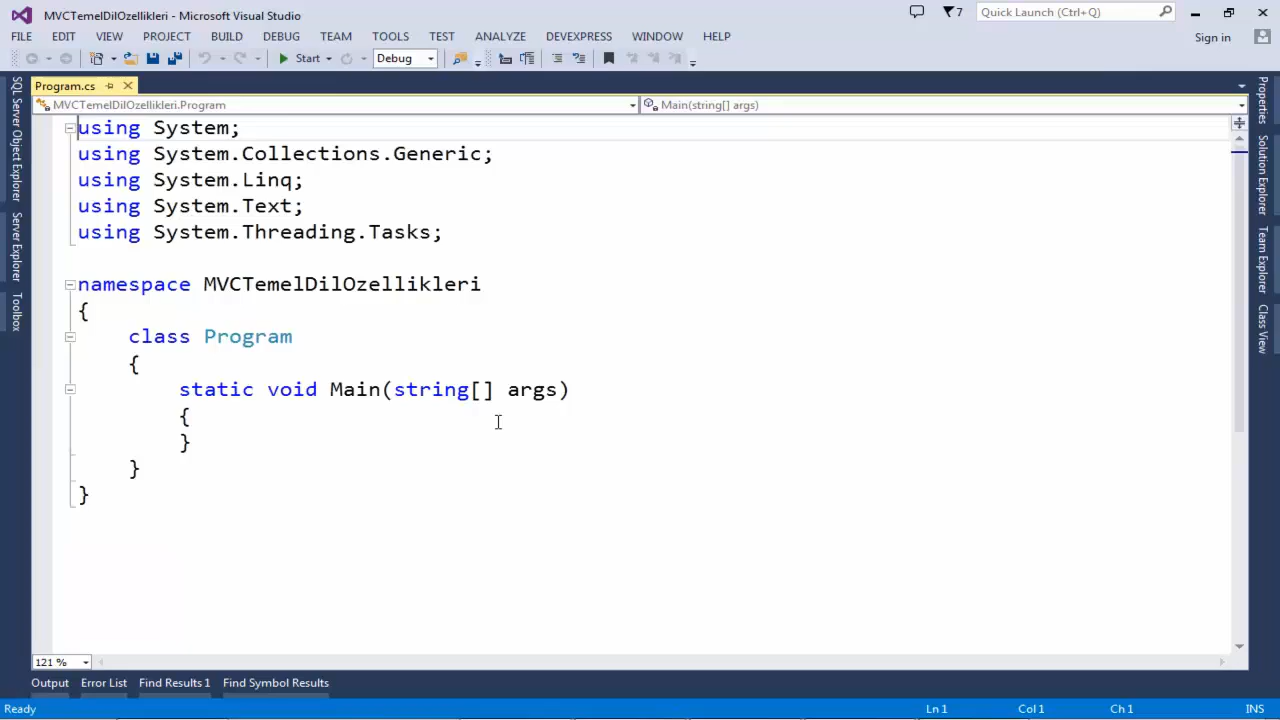 MVCTemelDilOzellikleri - Microsoft Visual Studio
7
Quick Launch (Ctrl+Q)
FILE EDIT VIEW PROJECT BUILD DEBUG TEAM TOOLS TEST ANALYZE DEVEXPRESS WINDOW HELP
Sign in
Start
Debug
Program.cs
MVCTemelDilOzellikleri.Program
Main(string[] args)
SQL Server Object Explorer
Server Explorer
Toolbox
using System;
using System.Collections.Generic;
using System.Linq;
using System.Text;
using System.Threading.Tasks;
namespace MVCTemelDilOzellikleri
{
class Program
{
static void Main(string[] args)
{
}
}
}
Properties
Solution Explorer
Team Explorer
Class View
121 %
Output Error List Find Results 1 Find Symbol Results
Ready Ln 1 Col 1 Ch 1 INS